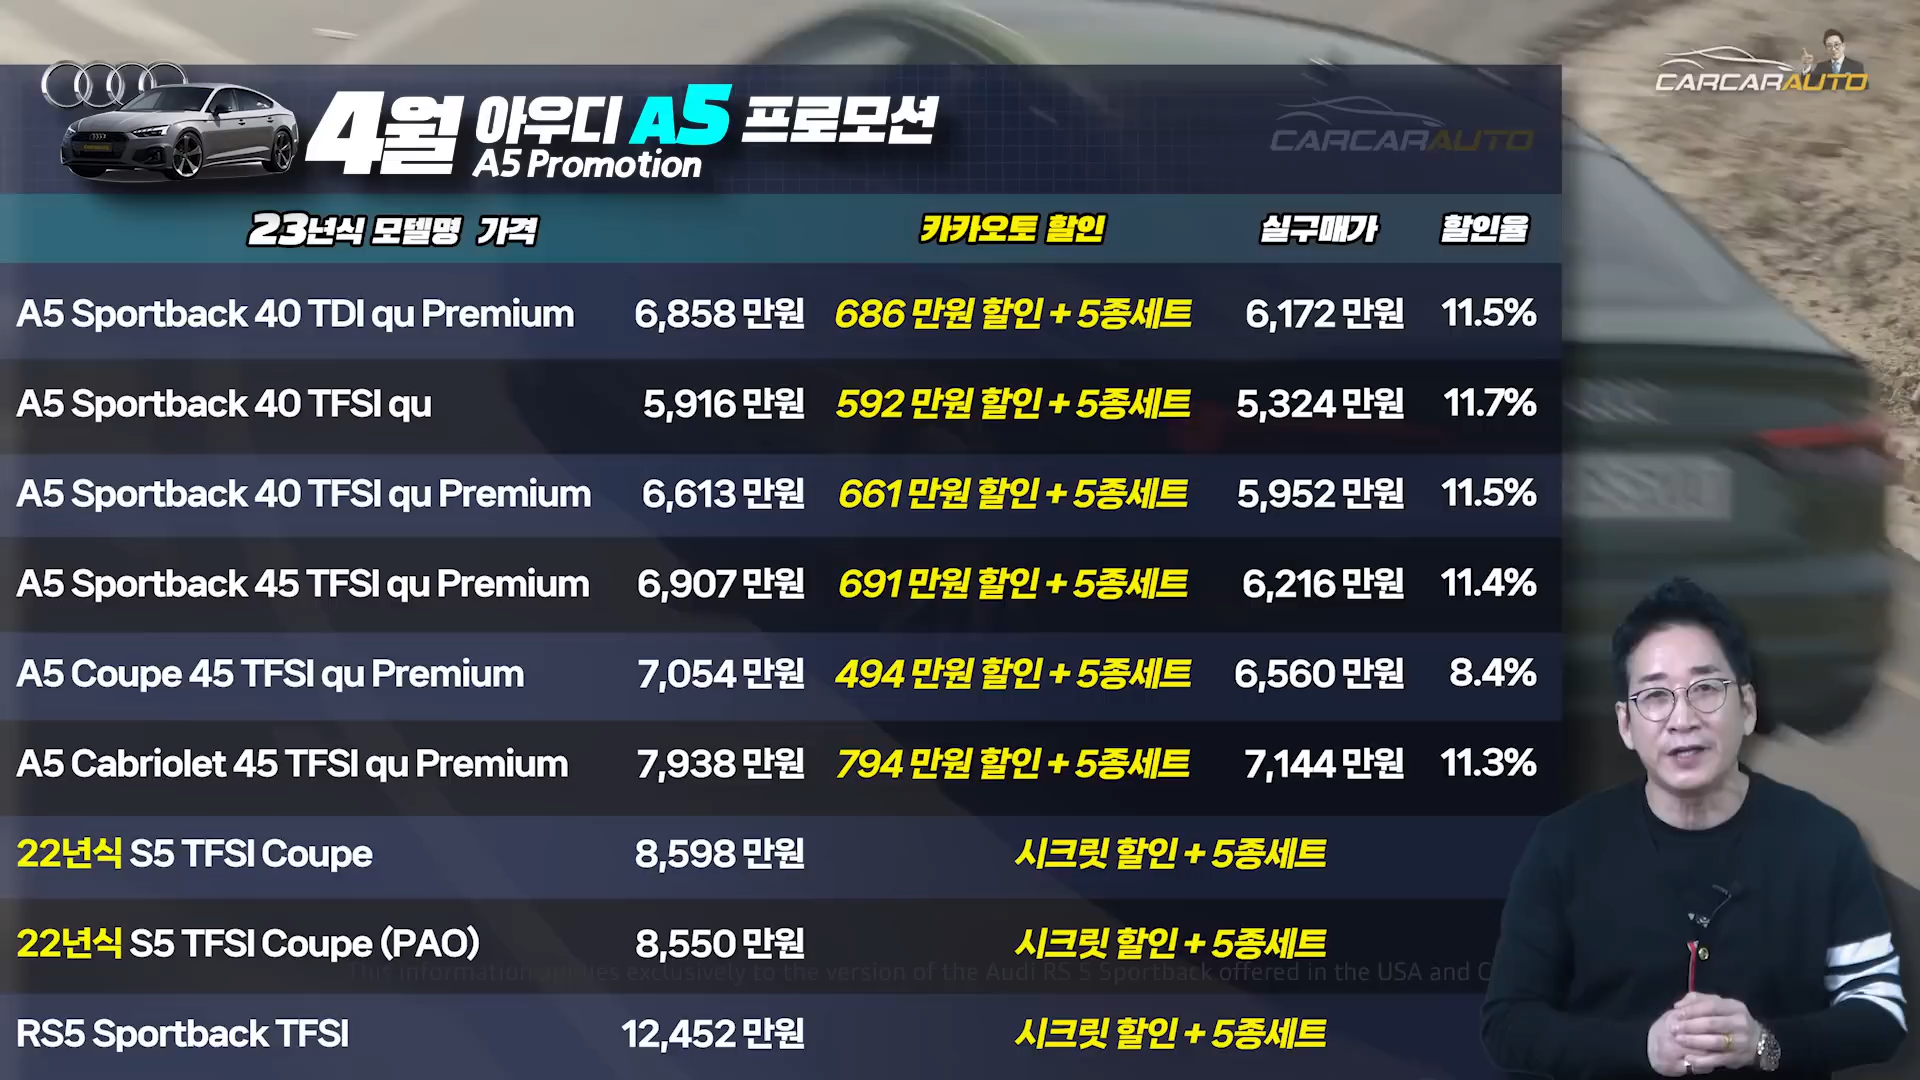 CARCARAUTO
4월 아우디 A5 프로모션
A5 Promotion
CARCARAUTO
23년식 모델명 가격 카카오토 할인 실구매가 할인율
A5 Sportback 40 TDI qu Premium 6,858 만원 686 만원 할인 + 5종세트 6,172 만원 11.5%
A5 Sportback 40 TFSI qu 5,916 만원 592 만원 할인 + 5종세트 5,324 만원 11.7%
A5 Sportback 40 TFSI qu Premium 6,613 만원 661 만원 할인 + 5종세트 5,952 만원 11.5%
A5 Sportback 45 TFSI qu Premium 6,907 만원 691 만원 할인 + 5종세트 6,216 만원 11.4%
A5 Coupe 45 TFSI qu Premium 7,054 만원 494 만원 할인 + 5종세트 6,560 만원 8.4%
A5 Cabriolet 45 TFSI qu Premium 7,938 만원 794 만원 할인 + 5종세트 7,144 만원 11.3%
22년식 S5 TFSI Coupe 8,598 만원 시크릿 할인 + 5종세트
22년식 S5 TFSI Coupe (PAO) 8,550 만원 시크릿 할인 + 5종세트
This information applies exclusively to the version of the Audi RS 5 Sportback offered in the USA and
RS5 Sportback TFSI 12,452 만원 시크릿 할인 + 5종세트